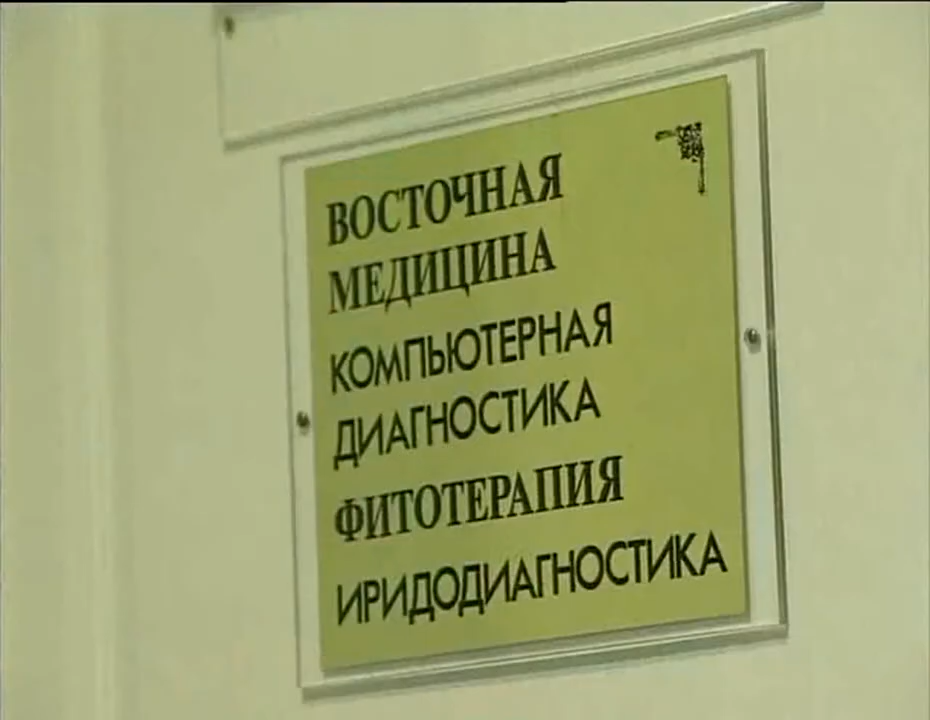 ВОСТОЧНАЯ
МЕДИЦИНА
КОМПЬЮТЕРНАЯ
ДИАГНОСТИКА
ФИТОТЕРАПИЯ
ИРИДОДИАГНОСТИКА